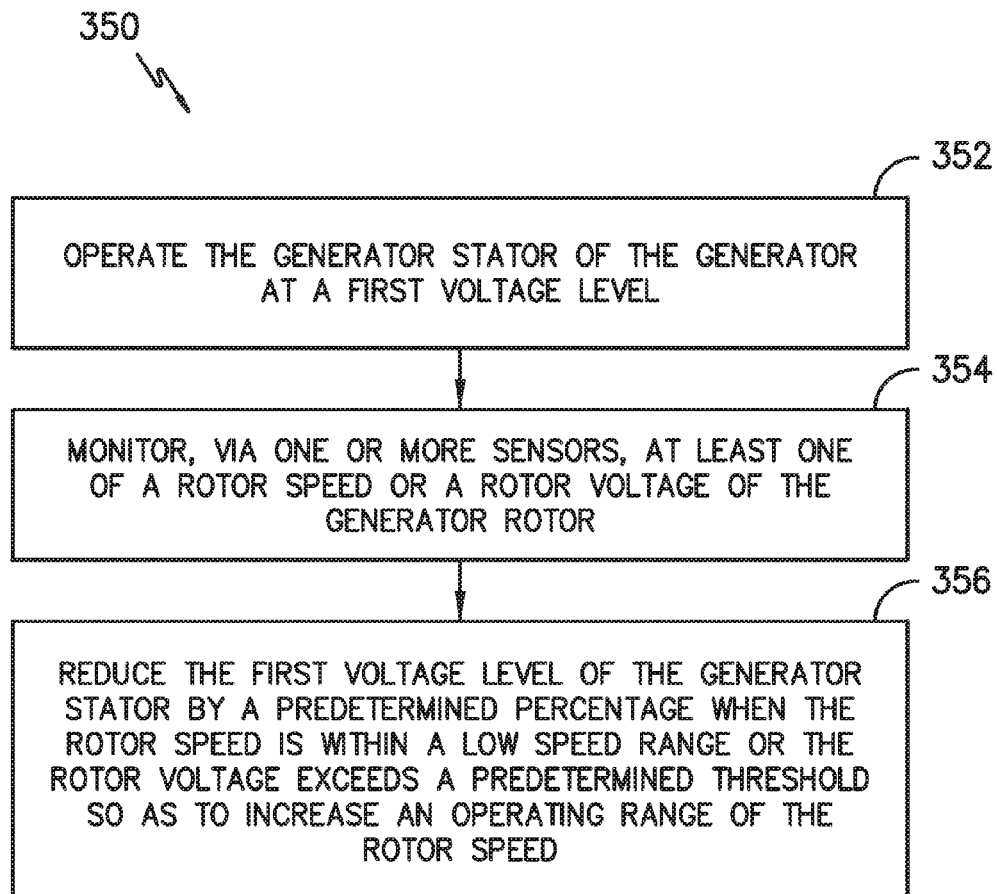 350
352
OPERATE THE GENERATOR STATOR OF THE GENERATOR
AT A FIRST VOLTAGE LEVEL
354
MONITOR, VIA ONE OR MORE SENSORS, AT LEAST ONE
OF A ROTOR SPEED OR A ROTOR VOLTAGE OF THE
GENERATOR ROTOR
356
REDUCE THE FIRST VOLTAGE LEVEL OF THE GENERATOR
STATOR BY A PREDETERMINED PERCENTAGE WHEN THE
ROTOR SPEED IS WITHIN A LOW SPEED RANGE OR THE
ROTOR VOLTAGE EXCEEDS A PREDETERMINED THRESHOLD
SO AS TO INCREASE AN OPERATING RANGE OF THE
ROTOR SPEED